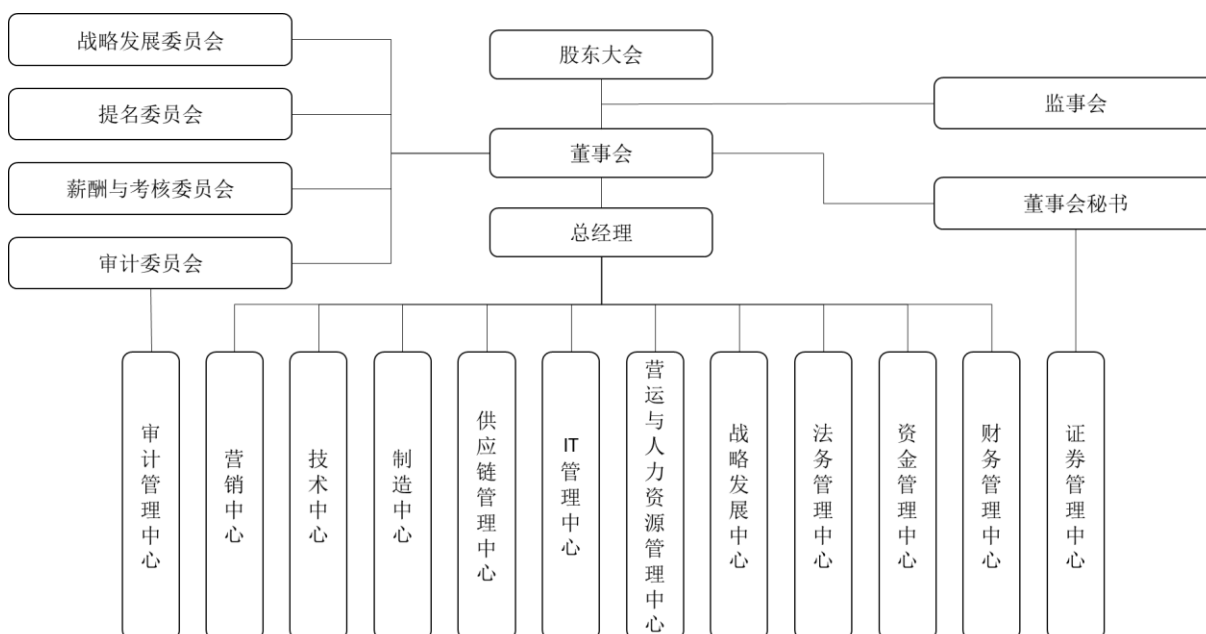 战略发展委员会
股东大会
提名委员会
监事会
董事会
薪酬与考核委员会
董事会秘书
总经理
审计委员会
审计管理中心
营销中心
技术中心
制造中心
供应链管理中心
IT管理中心
营运与人力资源管理中心
战略发展中心
法务管理中心
资金管理中心
财务管理中心
证券管理中心